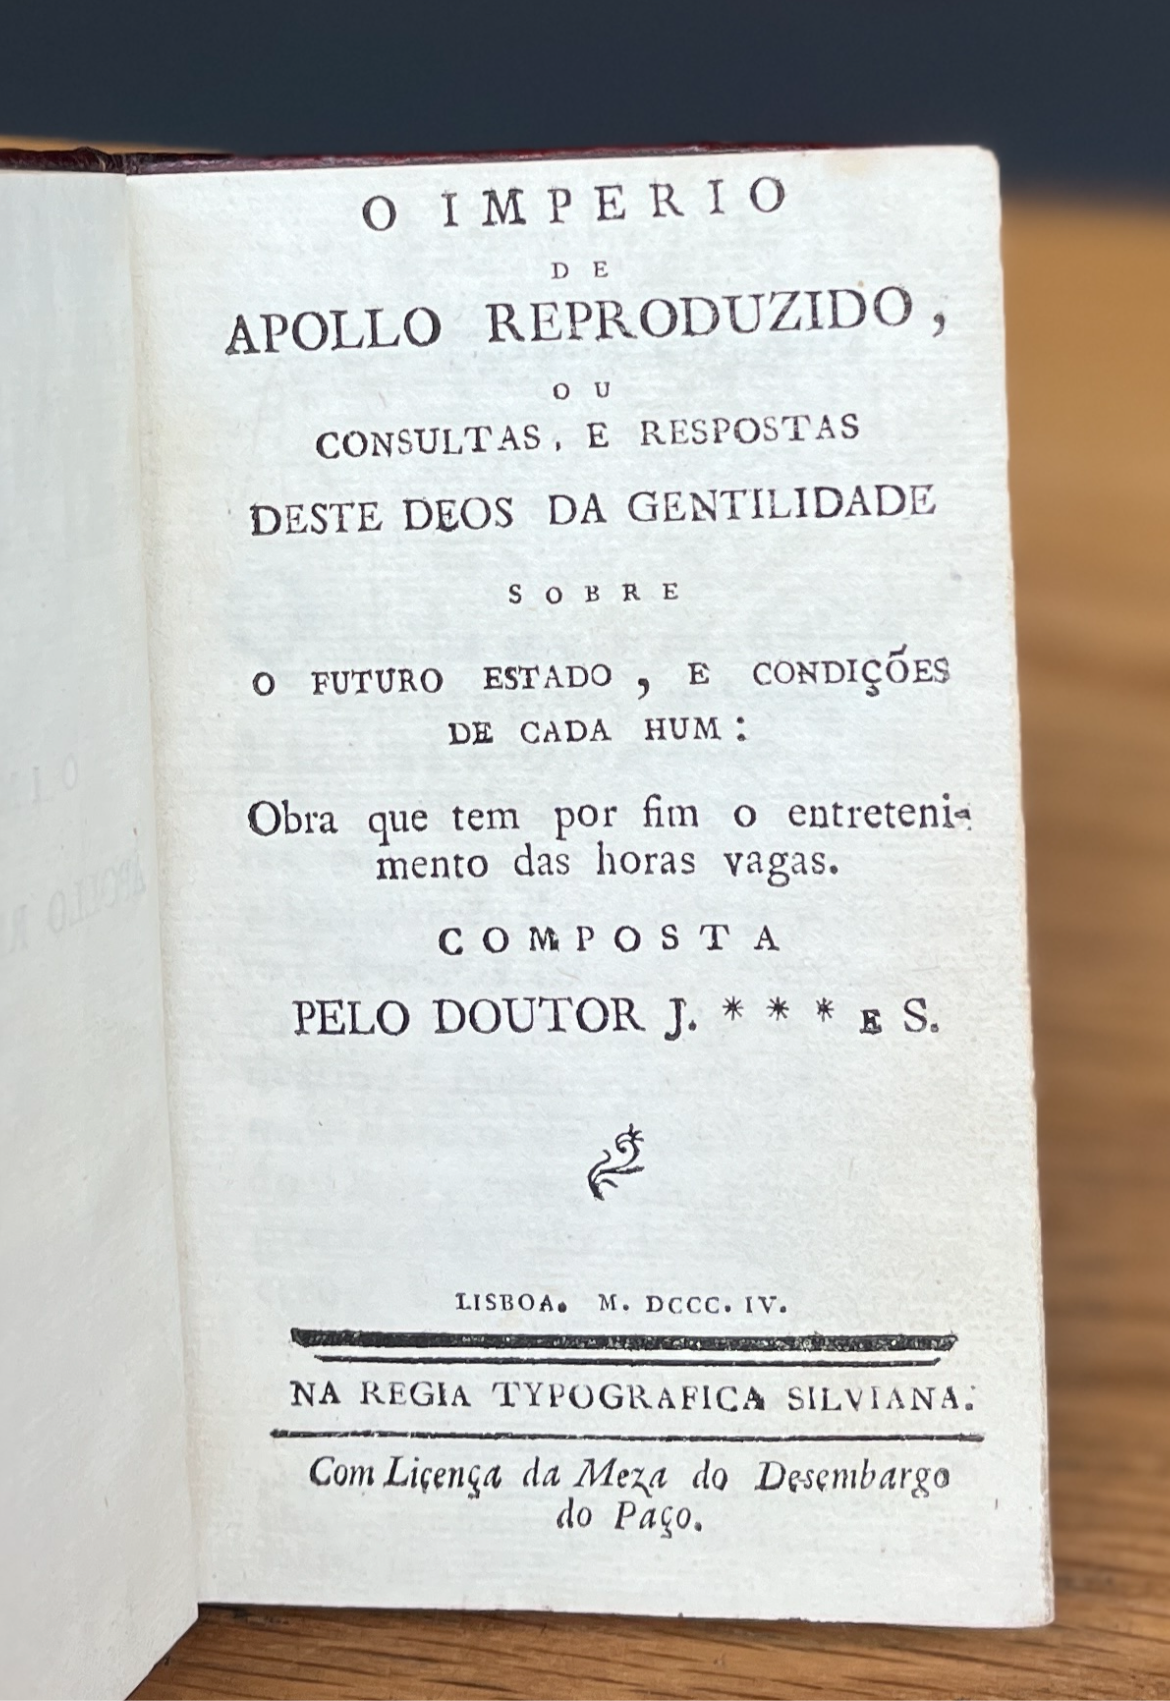 O IMPERIO
DE
APOLLO REPRODUZIDO,
OU
CONSULTAS, E RESPOSTAS
DESTE DEOS DA GENTILIDADE
SOBRE
O FUTURO ESTADO, E CONDIÇÕES
DE CADA HUM:
Obra que tem por fim o entreteni-
mento das horas vagas.
COMPOSTA
PELO DOUTOR J. * * * E S.
LISBOA. M. DCCC. IV.
NA REGIA TYPOGRAFICA SILVIANA.
Com Liçença da Meza do Desembargo
do Paço.